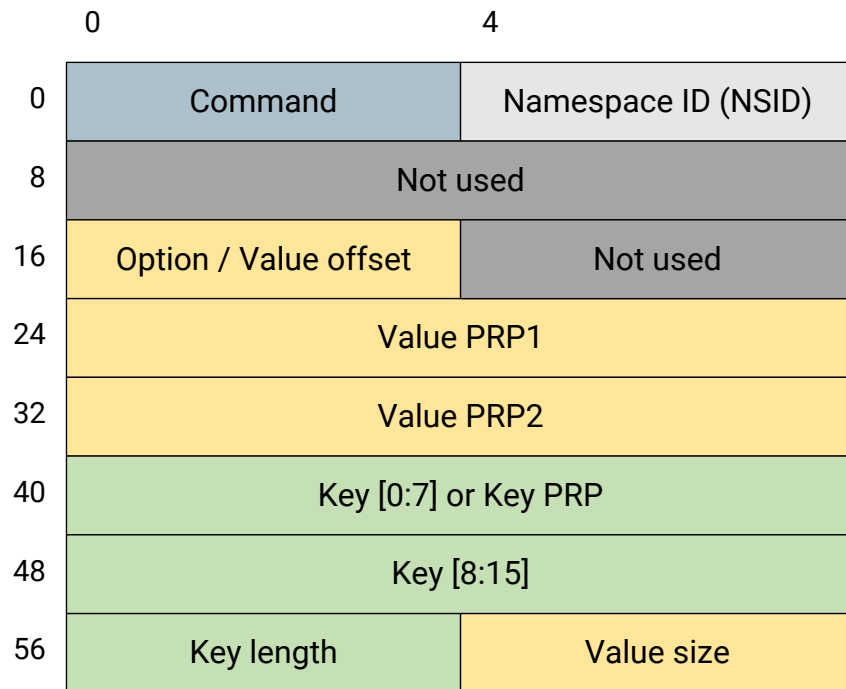 0 4
0 Command Namespace ID (NSID)
8 Not used
16 Option / Value offset Not used
24 Value PRP1
32 Value PRP2
40 Key [0:7] or Key PRP
48 Key [8:15]
56 Key length Value size